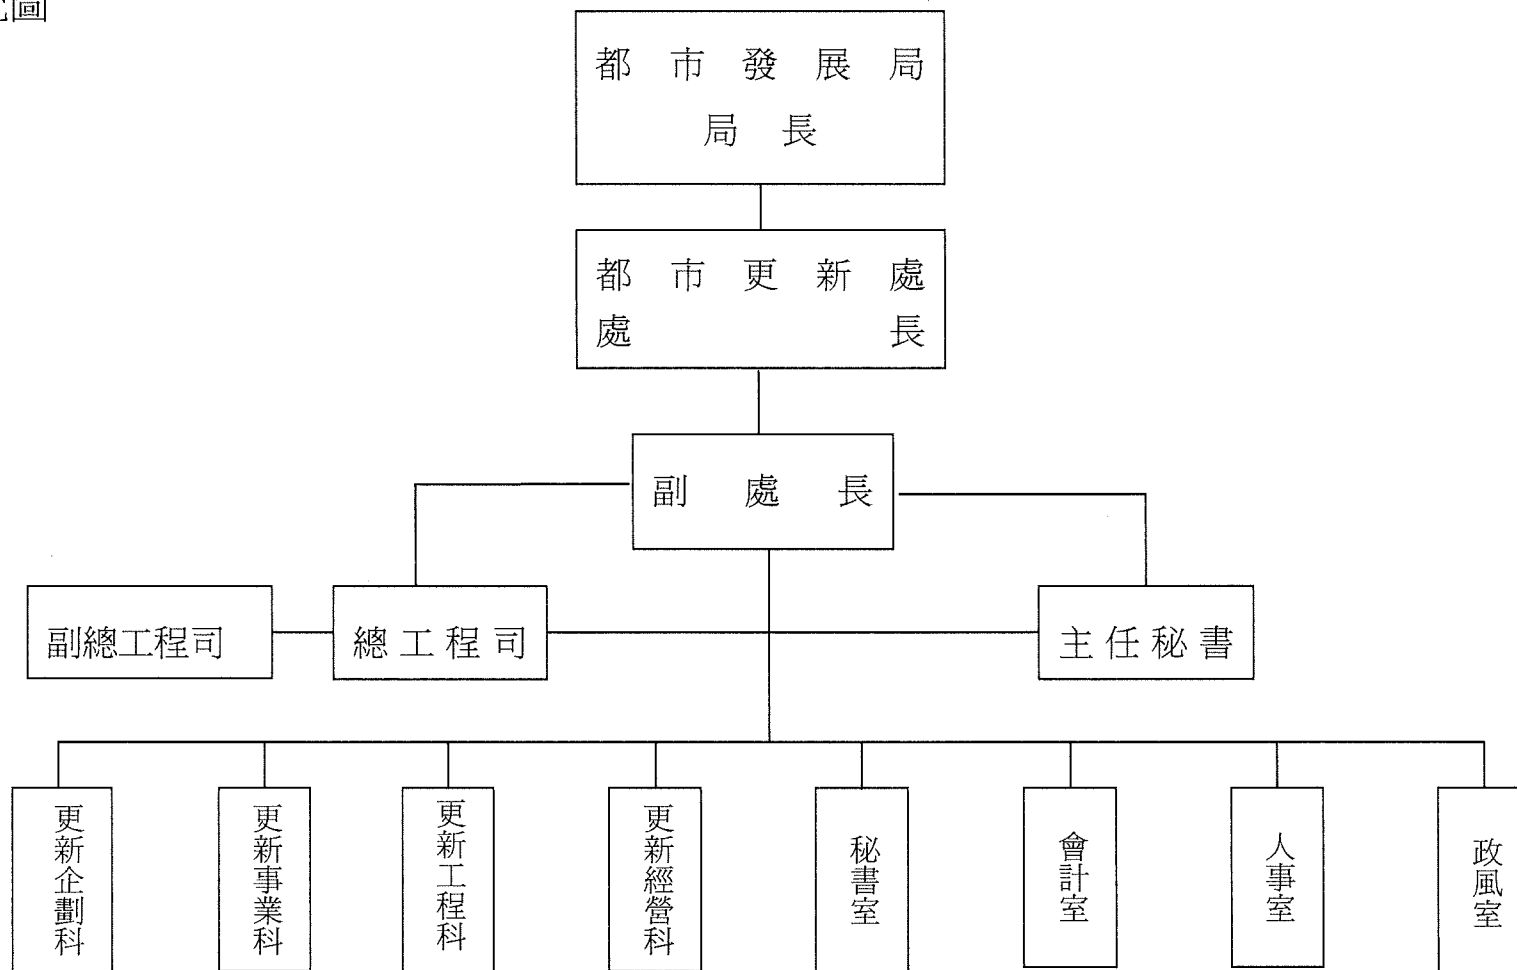 圖
都市發展局
局長
都市更新處
處長
副處長
副總工程司
總工程司
主任秘書
更新企劃科
更新事業科
更新工程科
更新經營科
秘書室
會計室
人事室
政風室